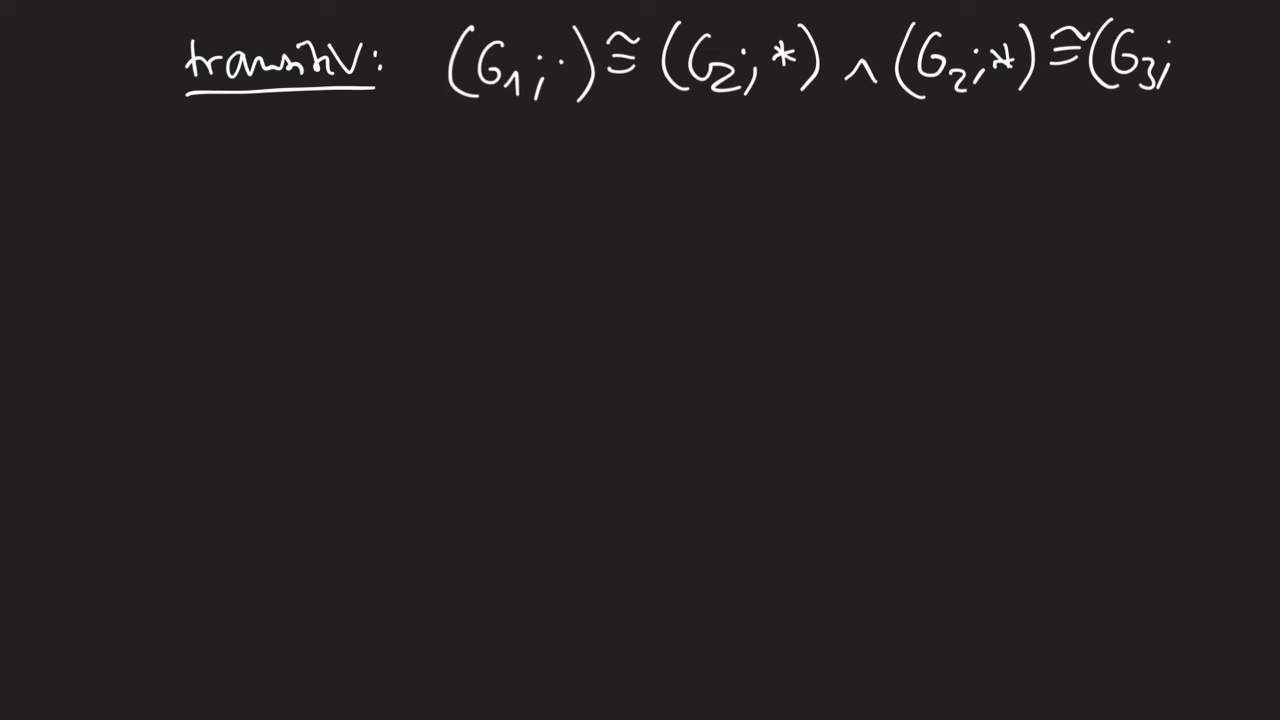 transitiv: (G₁; ·) ≅ (G₂; *) ∧ (G₂; *) ≅ (G₃;